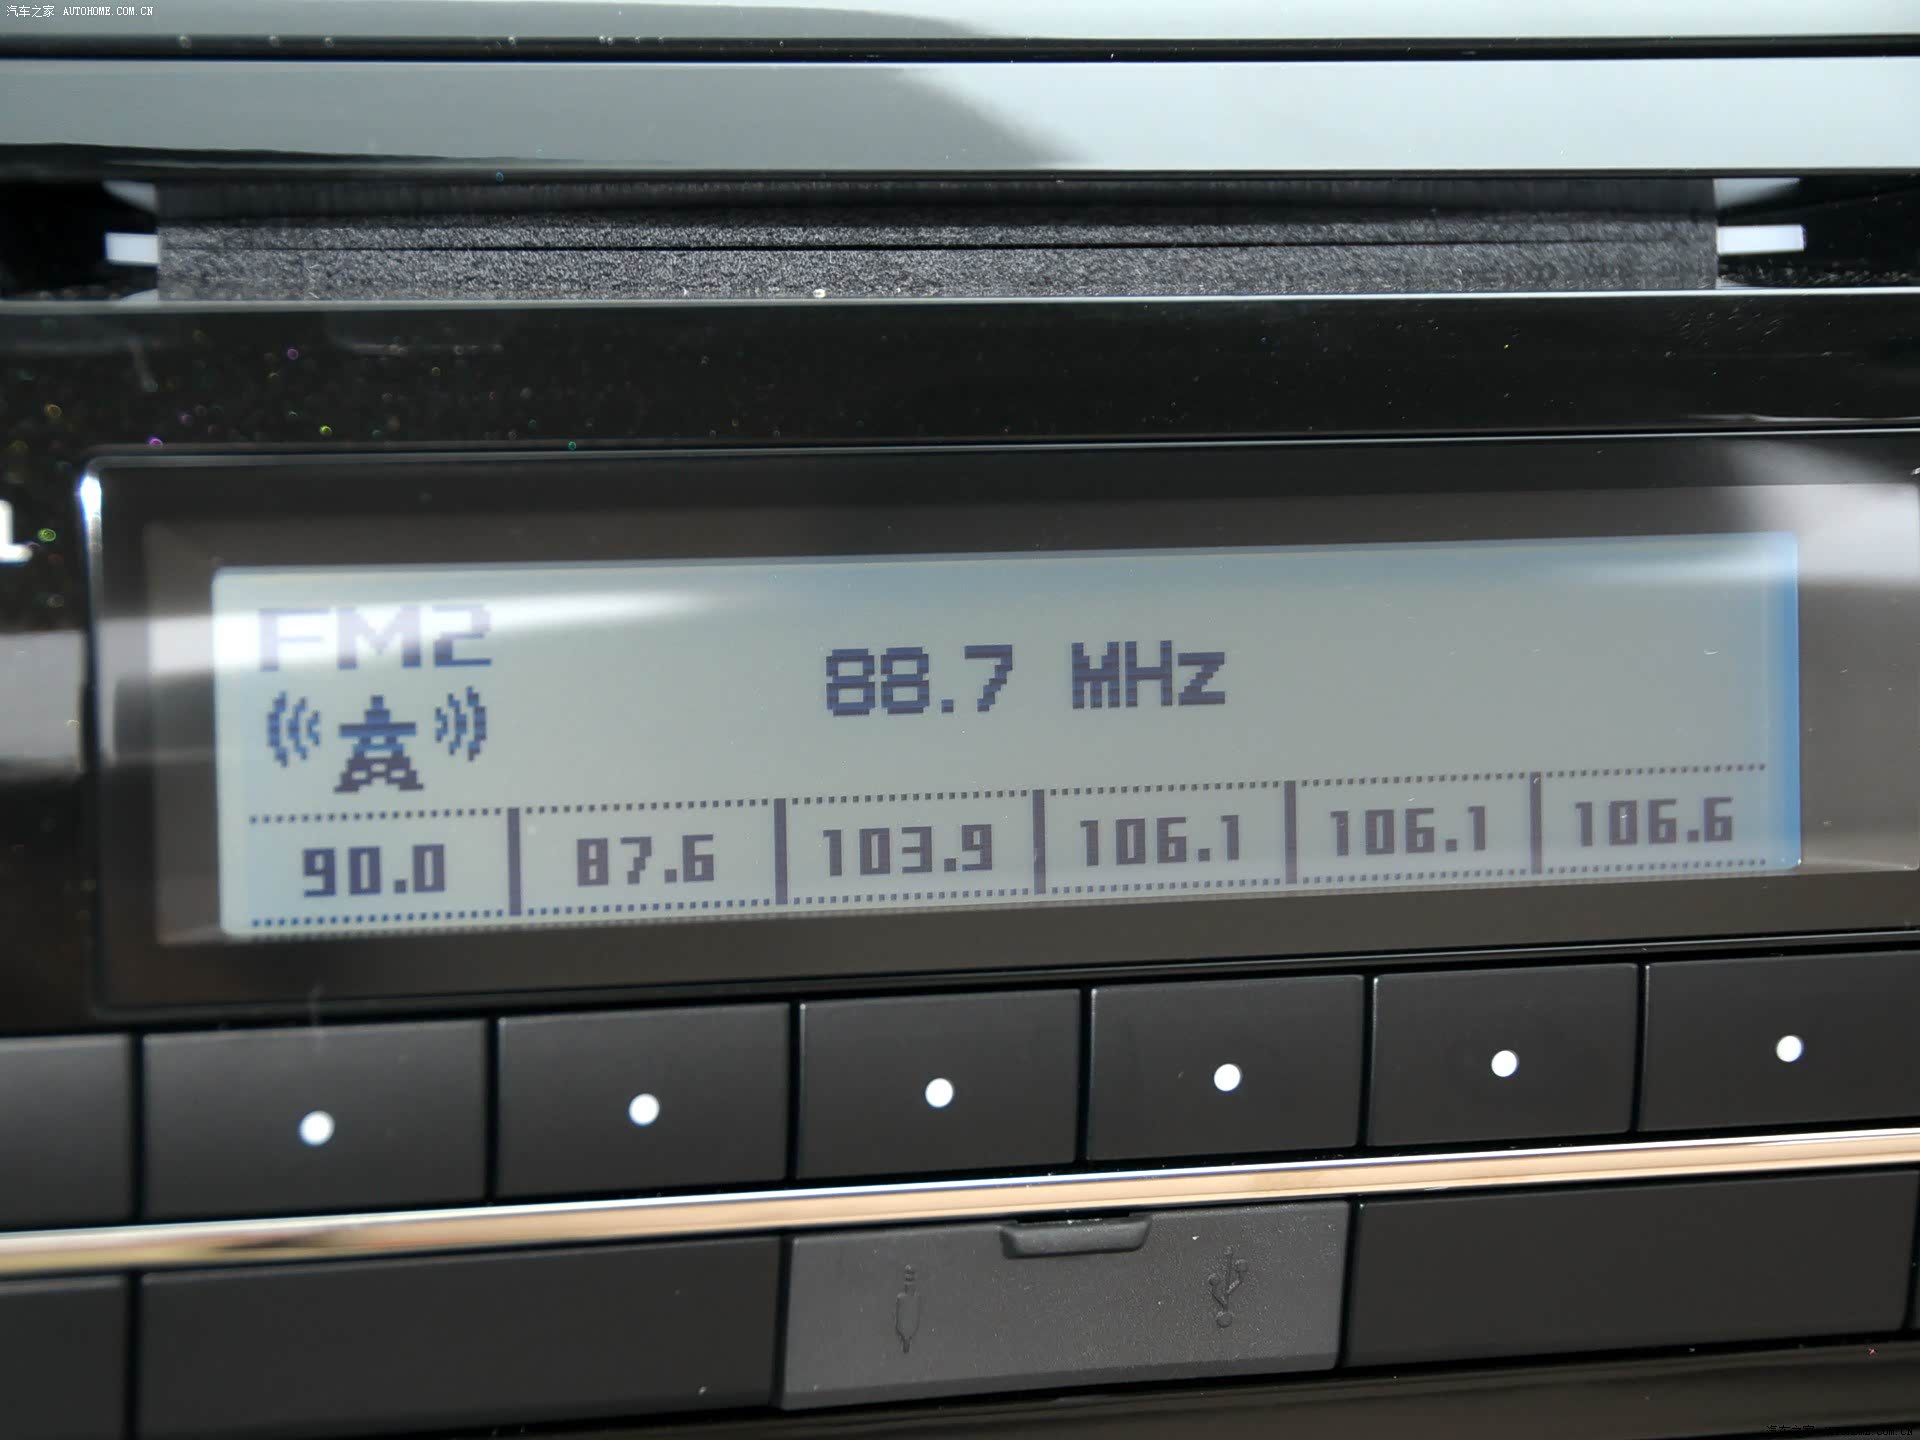 汽车之家 AUTOHOME.COM.CN
FM2
88.7 MHz
90.0 87.6 103.9 106.1 106.1 106.6